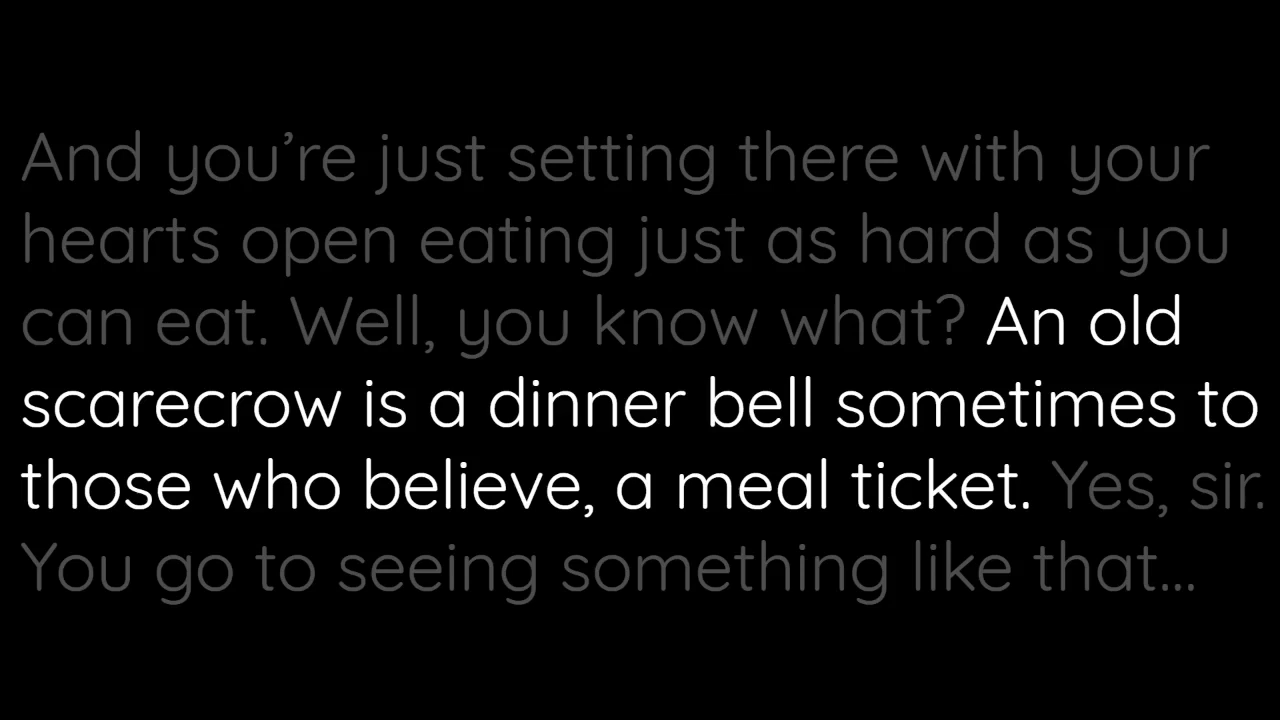 And you’re just setting there with your
hearts open eating just as hard as you
can eat. Well, you know what? An old
scarecrow is a dinner bell sometimes to
those who believe, a meal ticket. Yes, sir.
You go to seeing something like that...